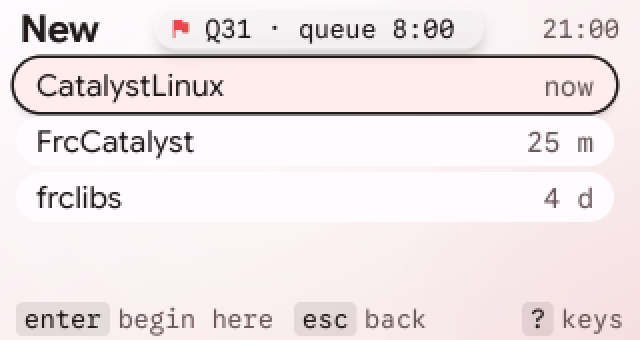 New Q31 · queue 8:00 21:00
CatalystLinux now
FrcCatalyst 25 m
frclibs 4 d
enter begin here esc back ? keys